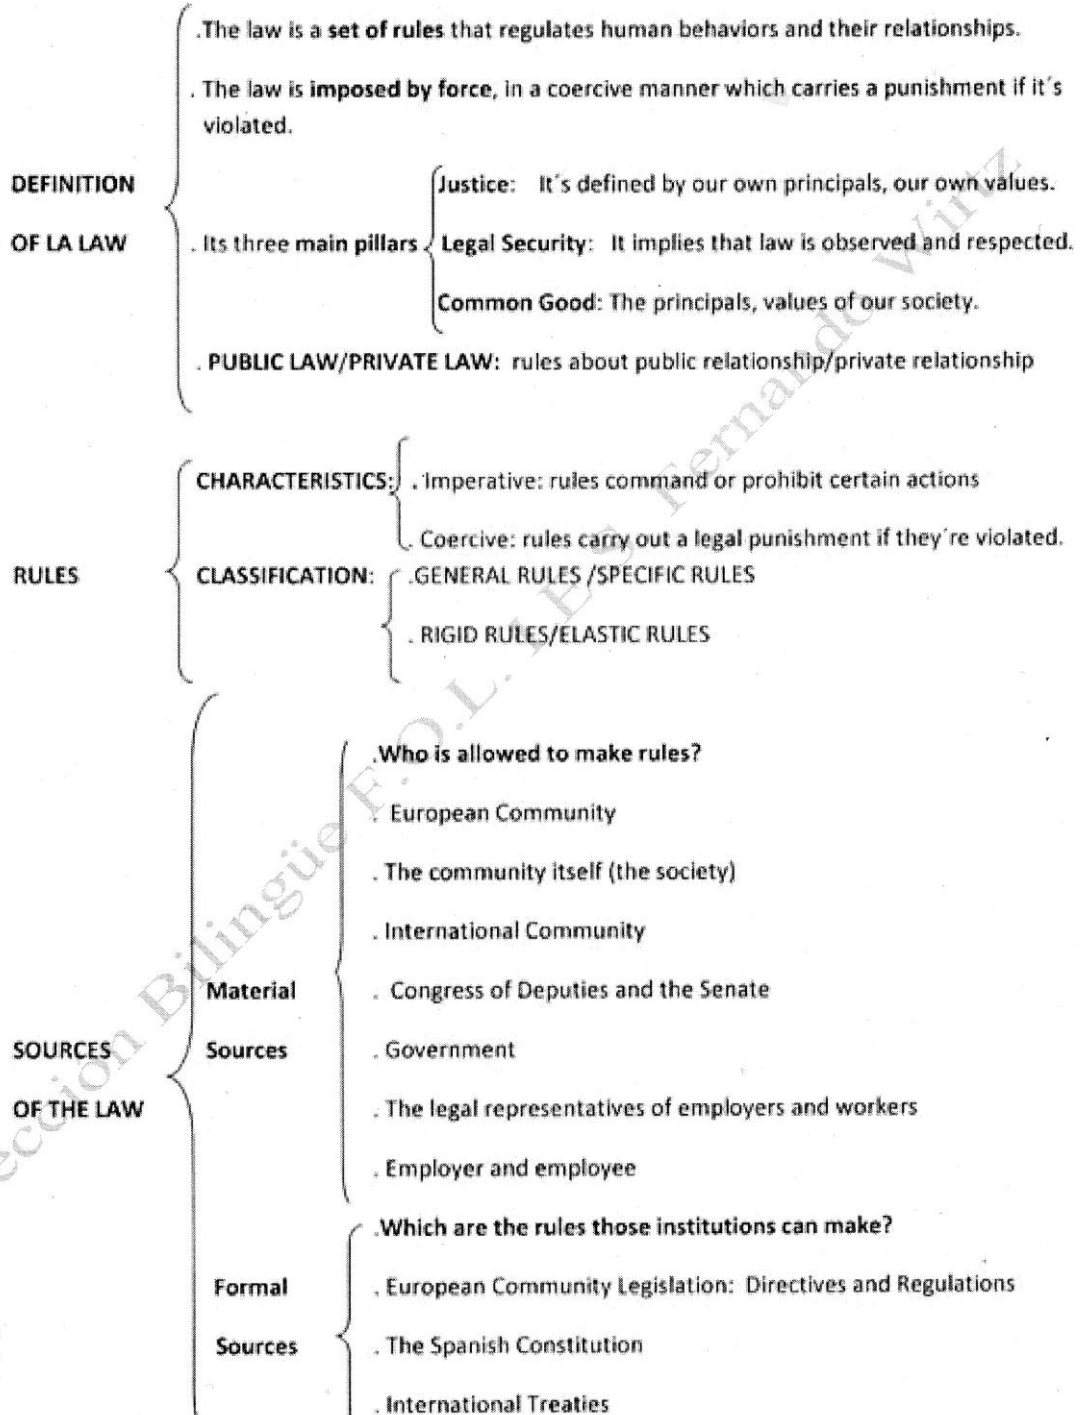 .The law is a set of rules that regulates human behaviors and their relationships.
. The law is imposed by force, in a coercive manner which carries a punishment if it´s
violated.
DEFINITION
OF LA LAW
. Its three main pillars
Justice: It´s defined by our own principals, our own values.
Legal Security: It implies that law is observed and respected.
Common Good: The principals, values of our society.
. PUBLIC LAW/PRIVATE LAW: rules about public relationship/private relationship
RULES
CHARACTERISTICS:
. Imperative: rules command or prohibit certain actions
. Coercive: rules carry out a legal punishment if they´re violated.
CLASSIFICATION:
.GENERAL RULES /SPECIFIC RULES
. RIGID RULES/ELASTIC RULES
SOURCES
OF THE LAW
Material
Sources
.Who is allowed to make rules?
. European Community
. The community itself (the society)
. International Community
. Congress of Deputies and the Senate
. Government
. The legal representatives of employers and workers
. Employer and employee
Formal
Sources
.Which are the rules those institutions can make?
. European Community Legislation: Directives and Regulations
. The Spanish Constitution
. International Treaties
ección Bilingüe F.O.L. I.E.S Fernando Wirtz